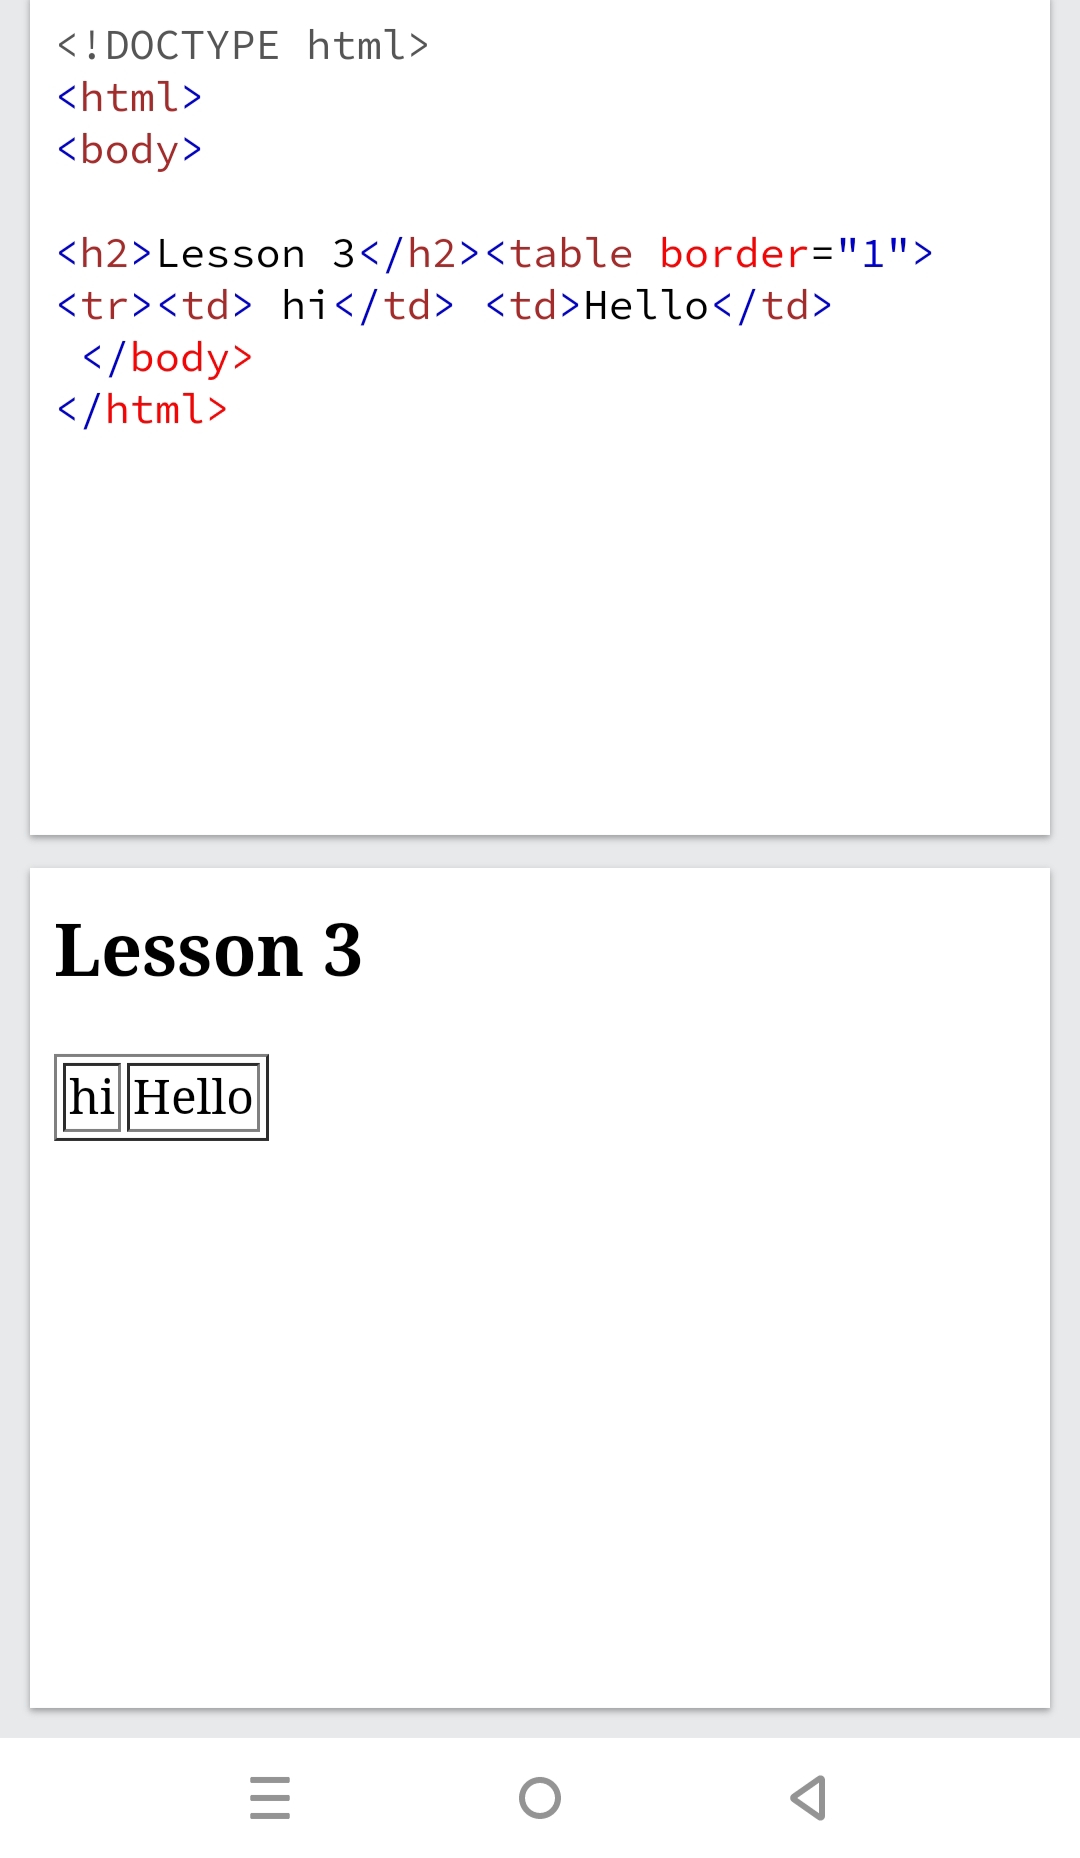 <!DOCTYPE html>
<html>
<body>
<h2>Lesson 3</h2><table border="1">
<tr><td> hi</td> <td>Hello</td>
</body>
</html>
Lesson 3
hi Hello